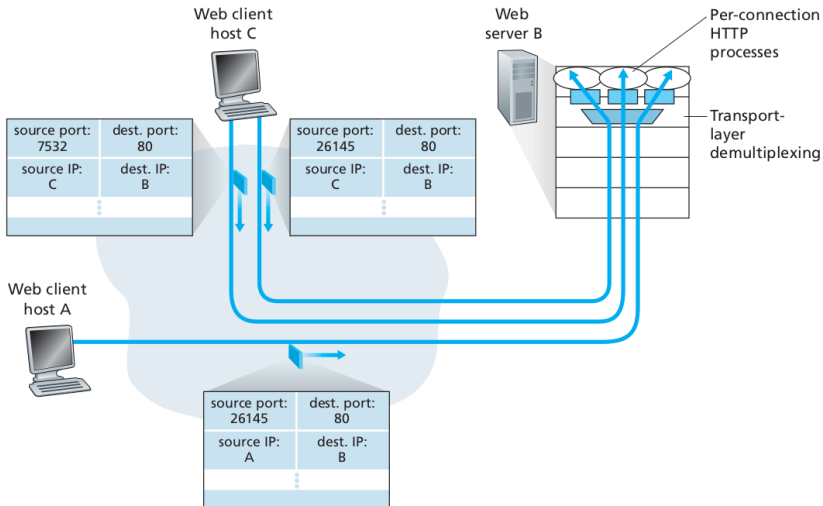 Web client
host C
Web
server B
Per-connection
HTTP
processes
Transport-
layer
demultiplexing
source port:
7532
dest. port:
80
source IP:
C
dest. IP:
B
source port:
26145
dest. port:
80
source IP:
C
dest. IP:
B
Web client
host A
source port:
26145
dest. port:
80
source IP:
A
dest. IP:
B